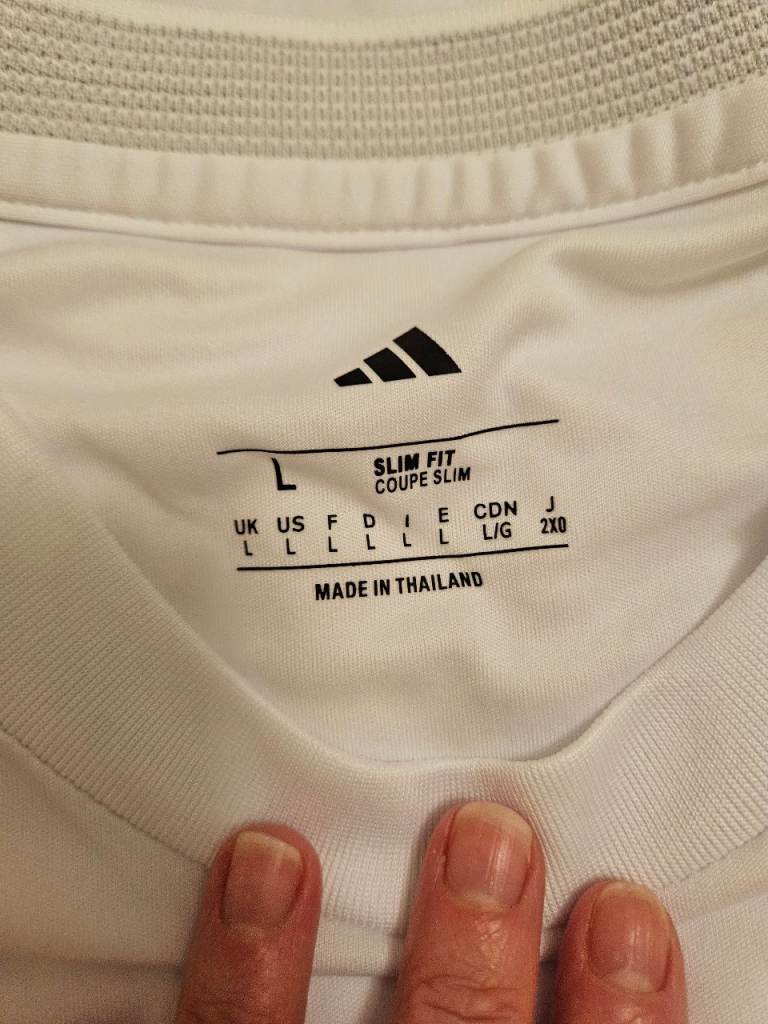 L SLIM FIT
COUPE SLIM
UK US F D I E CDN J
L L L L L L L/G 2XO
MADE IN THAILAND